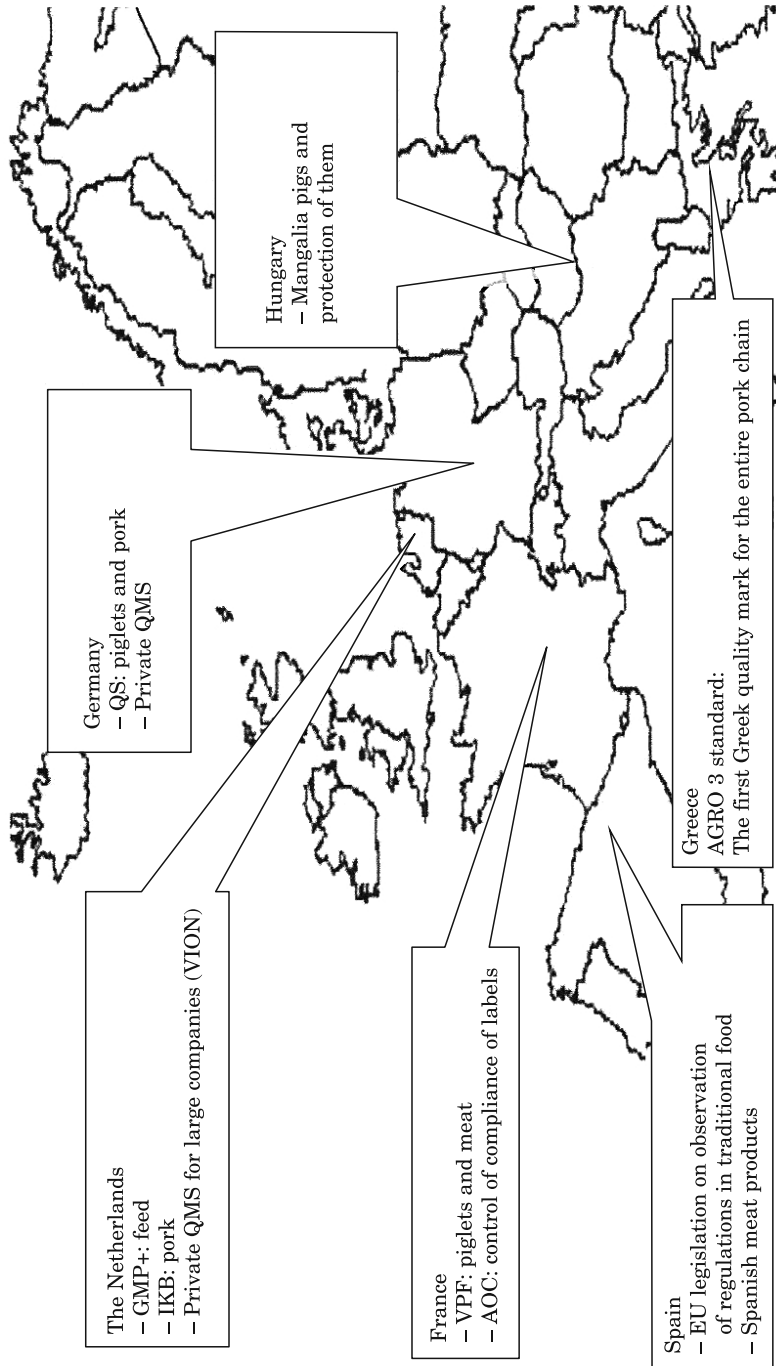 The Netherlands
– GMP+: feed
– IKB: pork
– Private QMS for large companies (VION)
Germany
– QS: piglets and pork
– Private QMS
Hungary
– Mangalia pigs and
protection of them
France
– VPF: piglets and meat
– AOC: control of compliance of labels
Spain
– EU legislation on observation
of regulations in traditional food
– Spanish meat products
Greece
AGRO 3 standard:
The first Greek quality mark for the entire pork chain